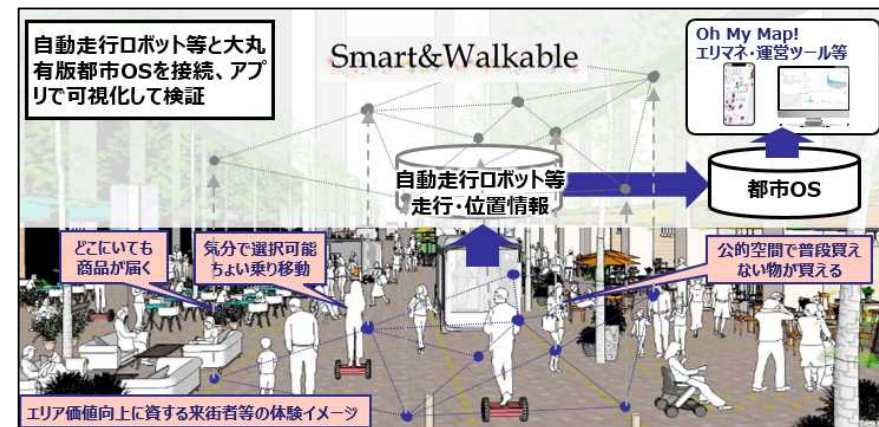 自動走行ロボット等と大丸
有版都市OSを接続、アプ
リで可視化して検証
Smart&Walkable
Oh My Map!
エリマネ・運営ツール等
自動走行ロボット等
走行・位置情報
都市OS
どこにいても
商品が届く
気分で選択可能
ちょい乗り移動
公的空間で普段買え
ない物が買える
エリア価値向上に資する来街者等の体験イメージ